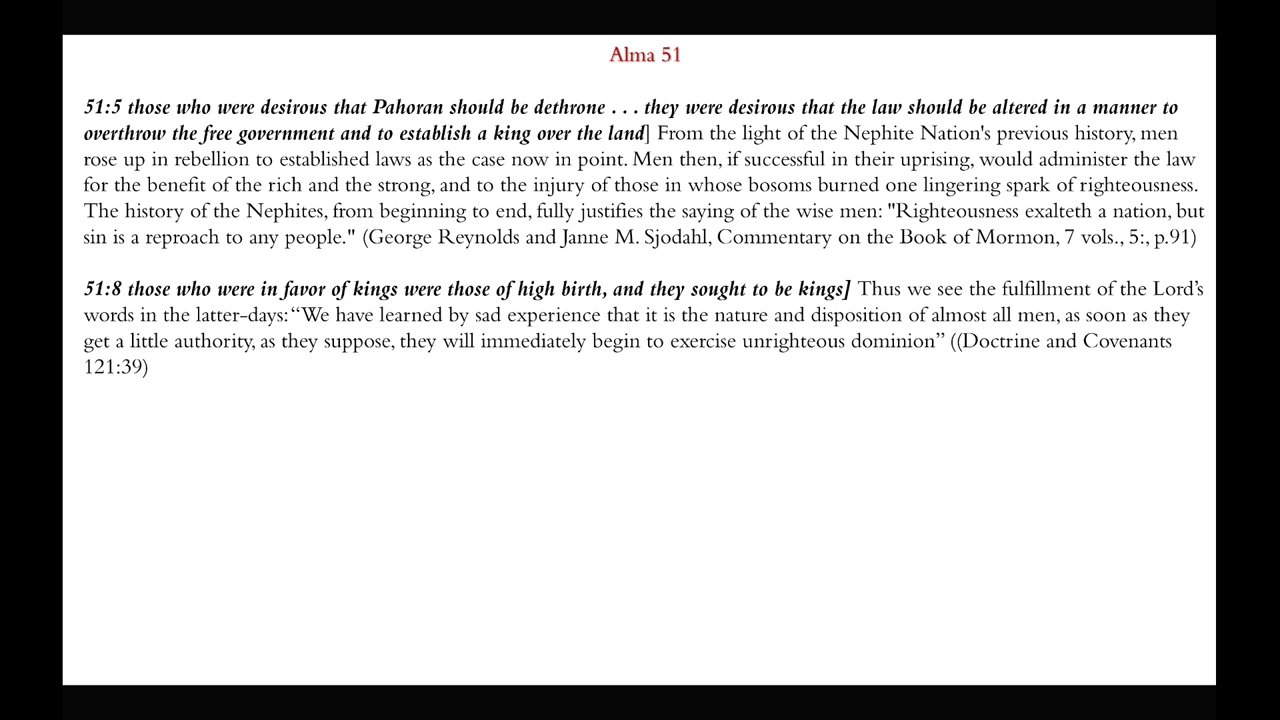 Alma 51
51:5 those who were desirous that Pahoran should be dethrone . . . they were desirous that the law should be altered in a manner to
overthrow the free government and to establish a king over the land] From the light of the Nephite Nation's previous history, men
rose up in rebellion to established laws as the case now in point. Men then, if successful in their uprising, would administer the law
for the benefit of the rich and the strong, and to the injury of those in whose bosoms burned one lingering spark of righteousness.
The history of the Nephites, from beginning to end, fully justifies the saying of the wise men: "Righteousness exalteth a nation, but
sin is a reproach to any people." (George Reynolds and Janne M. Sjodahl, Commentary on the Book of Mormon, 7 vols., 5:, p.91)
51:8 those who were in favor of kings were those of high birth, and they sought to be kings] Thus we see the fulfillment of the Lord’s
words in the latter-days: “We have learned by sad experience that it is the nature and disposition of almost all men, as soon as they
get a little authority, as they suppose, they will immediately begin to exercise unrighteous dominion” ((Doctrine and Covenants
121:39)